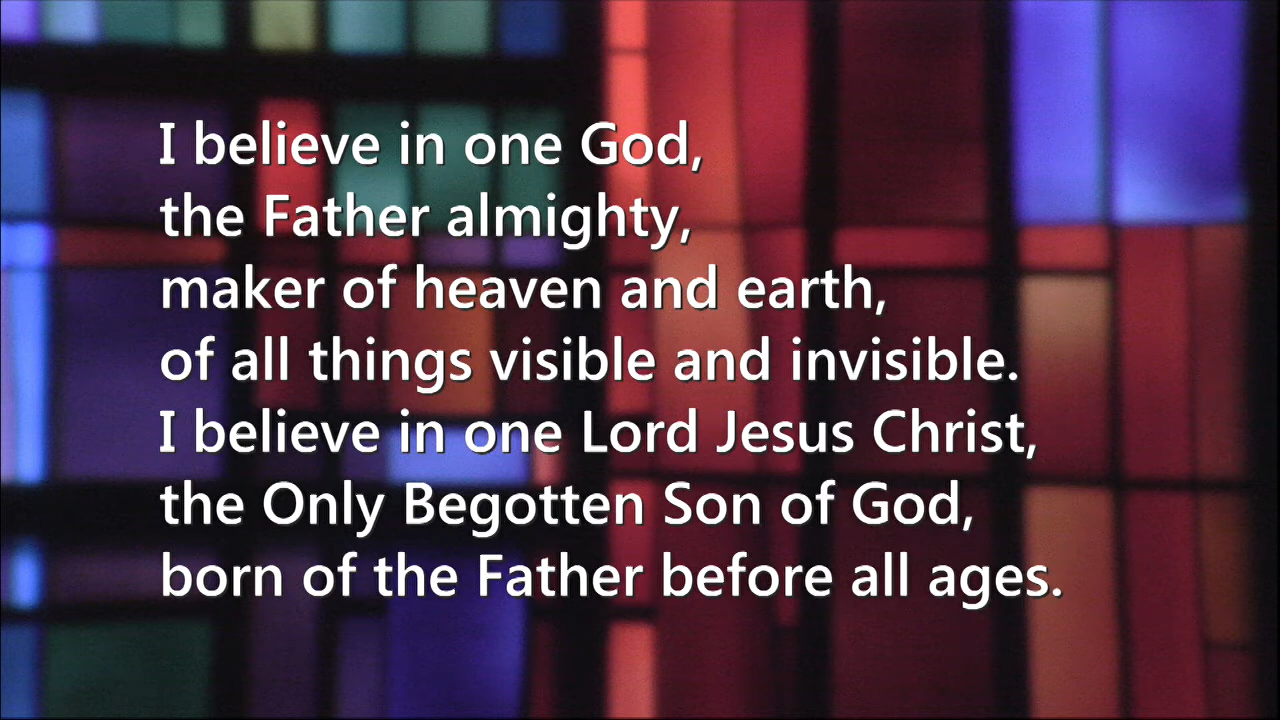 I believe in one God,
the Father almighty,
maker of heaven and earth,
of all things visible and invisible.
I believe in one Lord Jesus Christ,
the Only Begotten Son of God,
born of the Father before all ages.